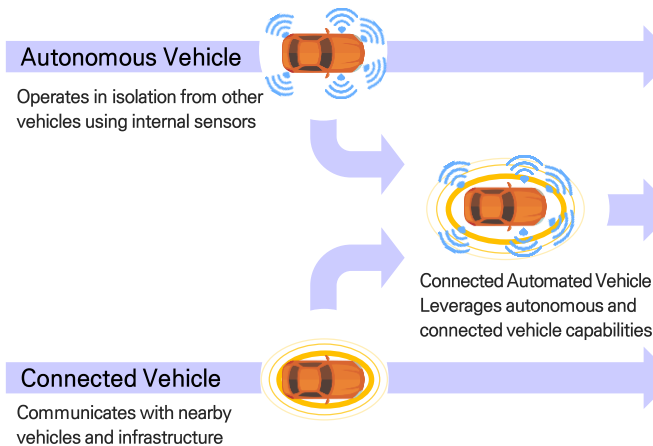 Autonomous Vehicle
Operates in isolation from other
vehicles using internal sensors
Connected Automated Vehicle
Leverages autonomous and
connected vehicle capabilities
Connected Vehicle
Communicates with nearby
vehicles and infrastructure